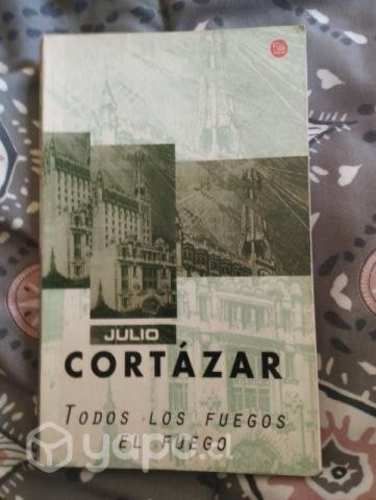 JULIO
CORTÁZAR
TODOS LOS FUEGOS
EL FUEGO
yapo.cl